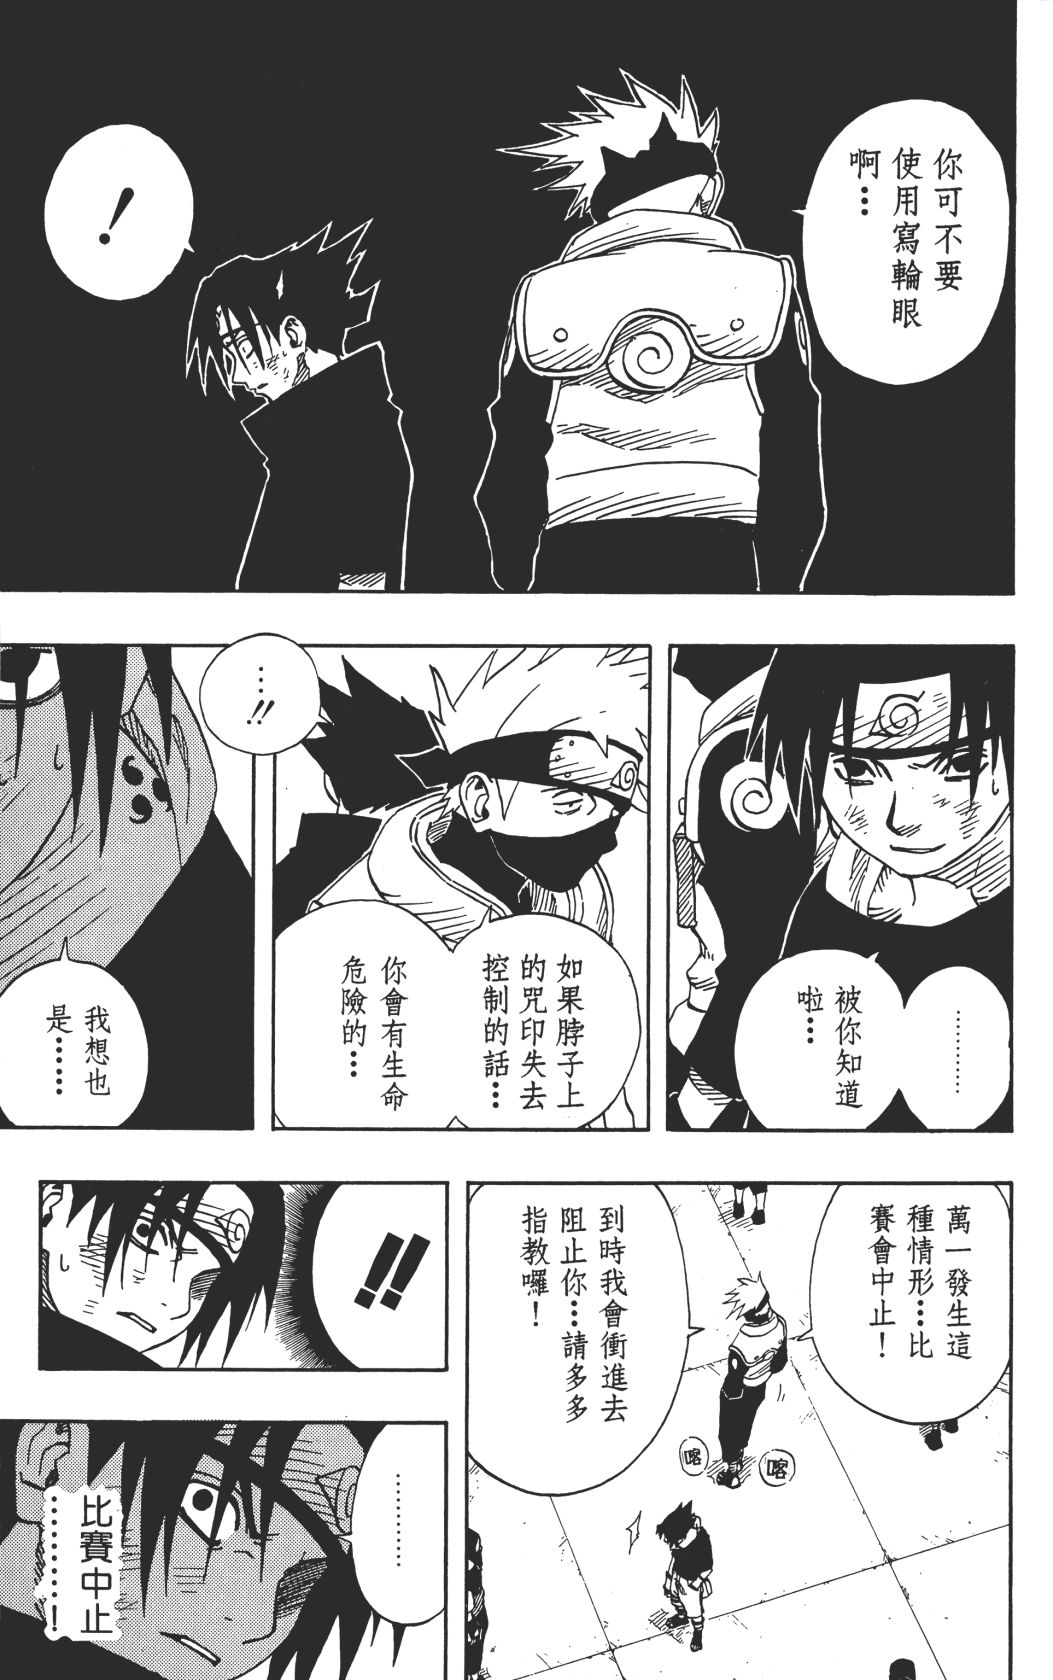 你可不要
使用寫輪眼
啊…
！
…………
被你知道
啦…
如果脖子上
的咒印失去
控制的話…
你會有生命
危險的…
…!!
我想也
是……
萬一發生這
種情形…比
賽會中止！
到時我會衝進去
阻止你…請多多
指教囉！
喀
喀
!!
…………
比賽中止
………！